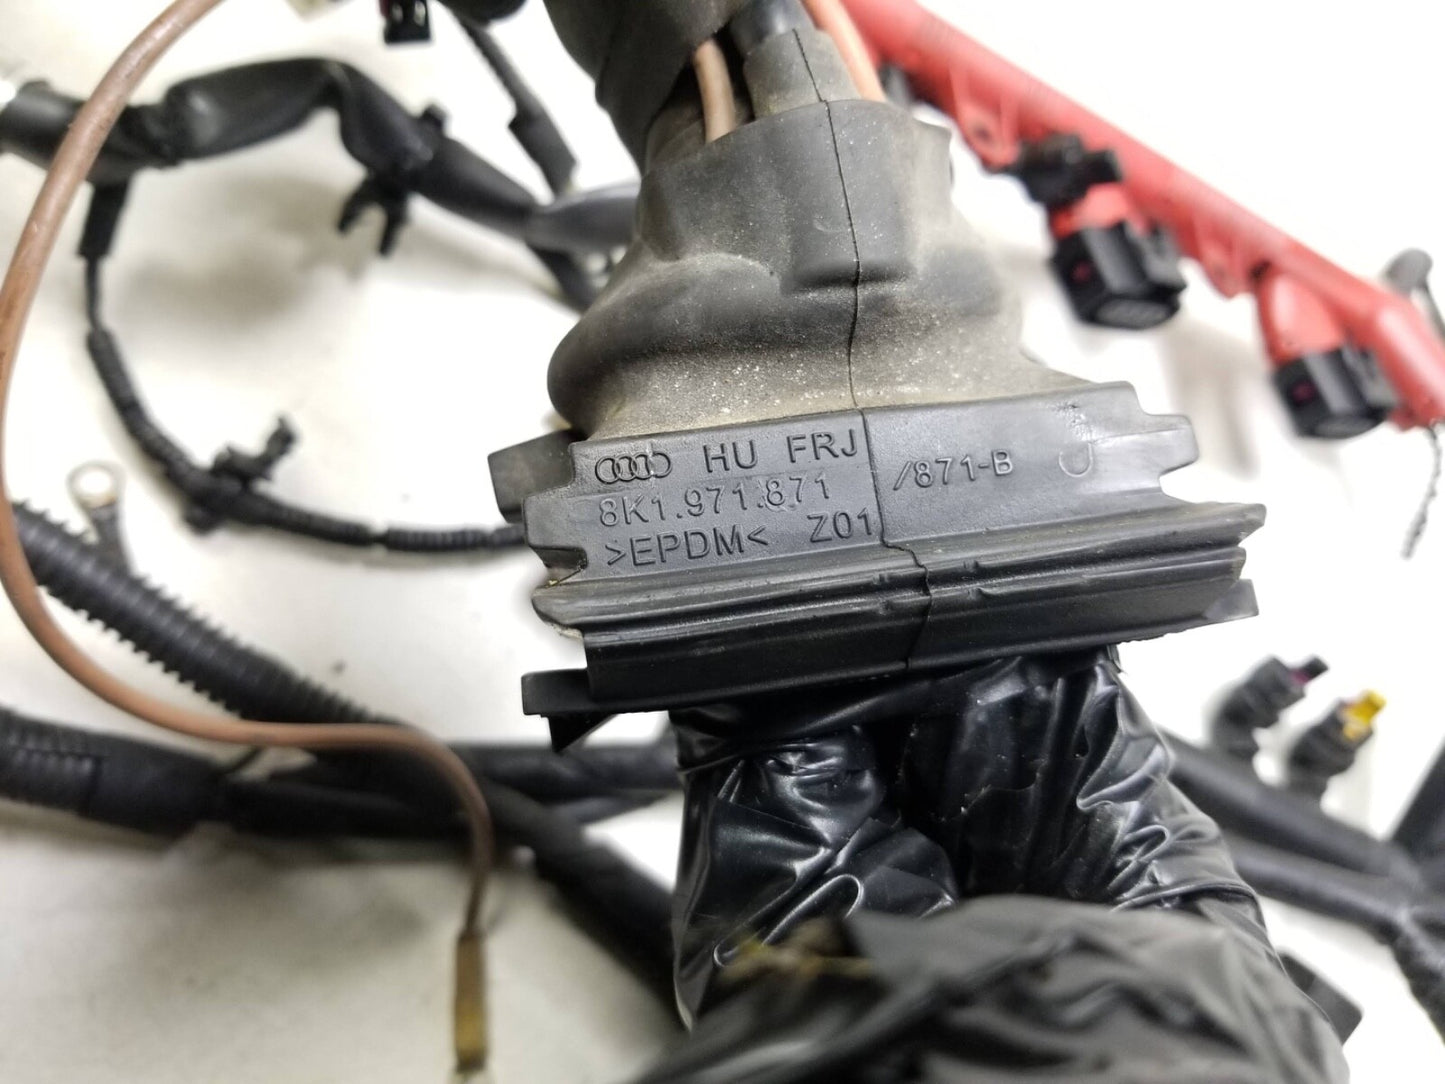 HU FRJ
8K1.971.871 /871-B
>EPDM< Z01